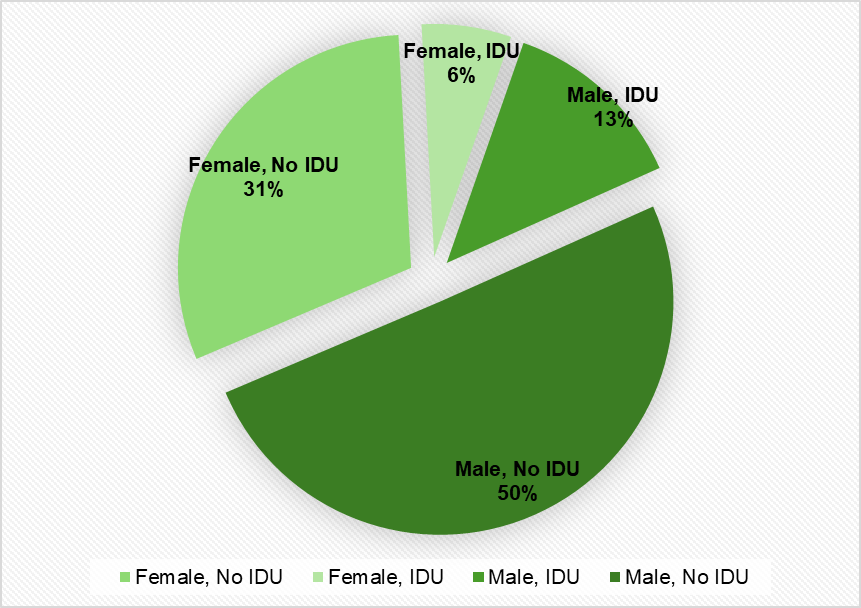 Female, IDU
6%
Male, IDU
13%
Female, No IDU
31%
Male, No IDU
50%
Female, No IDU Female, IDU Male, IDU Male, No IDU